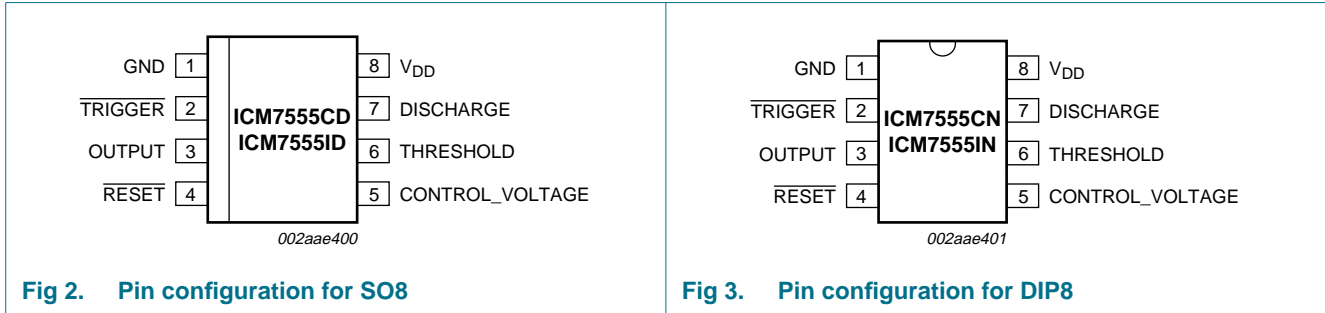 GND 1 8 VDD
TRIGGER 2 7 DISCHARGE
ICM7555CD
ICM7555ID
OUTPUT 3 6 THRESHOLD
RESET 4 5 CONTROL_VOLTAGE
002aae400
Fig 2. Pin configuration for SO8
GND 1 8 VDD
TRIGGER 2 7 DISCHARGE
ICM7555CN
ICM7555IN
OUTPUT 3 6 THRESHOLD
RESET 4 5 CONTROL_VOLTAGE
002aae401
Fig 3. Pin configuration for DIP8